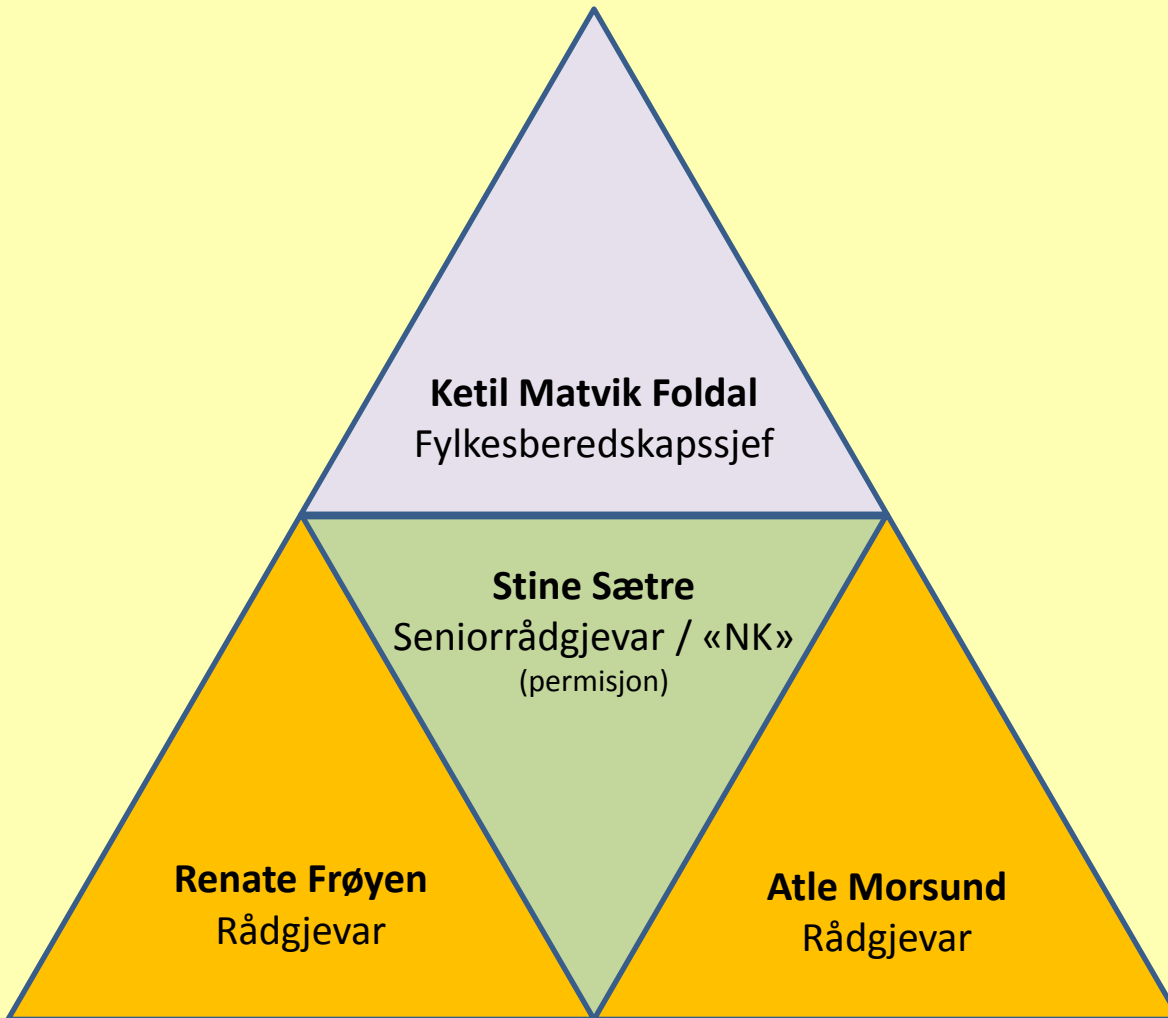 Ketil Matvik Foldal
Fylkesberedskapssjef
Stine Sætre
Seniorrådgjevar / «NK»
(permisjon)
Renate Frøyen
Rådgjevar
Atle Morsund
Rådgjevar